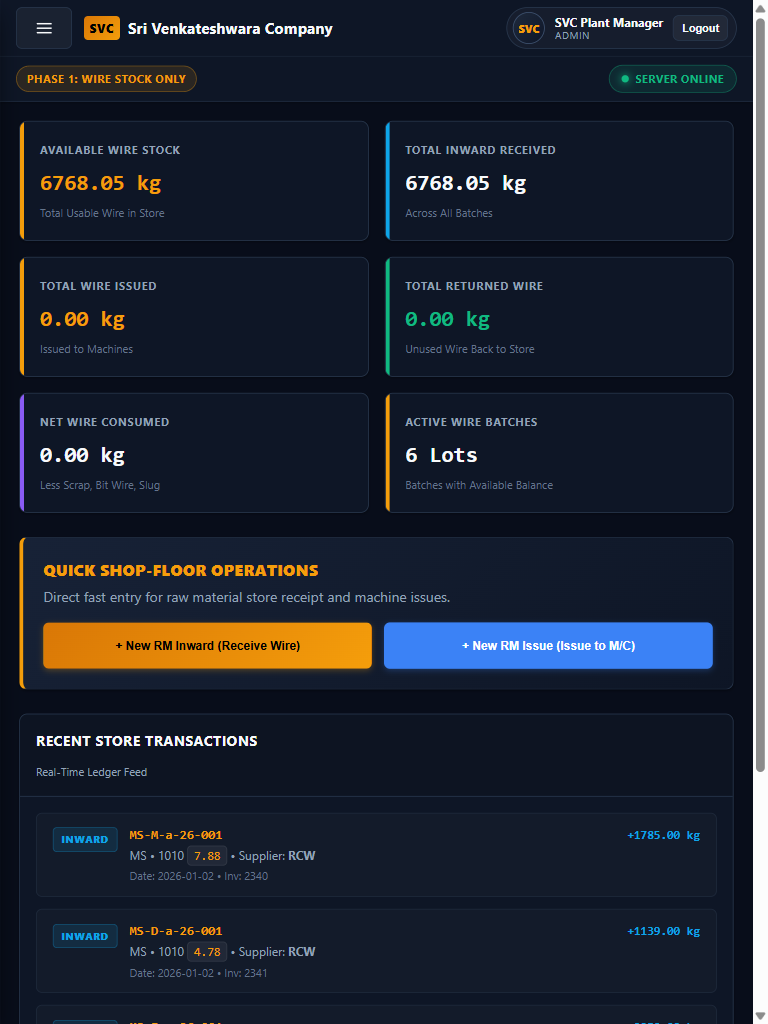 SVC Sri Venkateshwara Company
SVC SVC Plant Manager
ADMIN
Logout
PHASE 1: WIRE STOCK ONLY
SERVER ONLINE
AVAILABLE WIRE STOCK
6768.05 kg
Total Usable Wire in Store
TOTAL INWARD RECEIVED
6768.05 kg
Across All Batches
TOTAL WIRE ISSUED
0.00 kg
Issued to Machines
TOTAL RETURNED WIRE
0.00 kg
Unused Wire Back to Store
NET WIRE CONSUMED
0.00 kg
Less Scrap, Bit Wire, Slug
ACTIVE WIRE BATCHES
6 Lots
Batches with Available Balance
QUICK SHOP-FLOOR OPERATIONS
Direct fast entry for raw material store receipt and machine issues.
+ New RM Inward (Receive Wire)
+ New RM Issue (Issue to M/C)
RECENT STORE TRANSACTIONS
Real-Time Ledger Feed
INWARD
MS-M-a-26-001
+1785.00 kg
MS • 1010 7.88 • Supplier: RCW
Date: 2026-01-02 • Inv: 2340
INWARD
MS-D-a-26-001
+1139.00 kg
MS • 1010 4.78 • Supplier: RCW
Date: 2026-01-02 • Inv: 2341